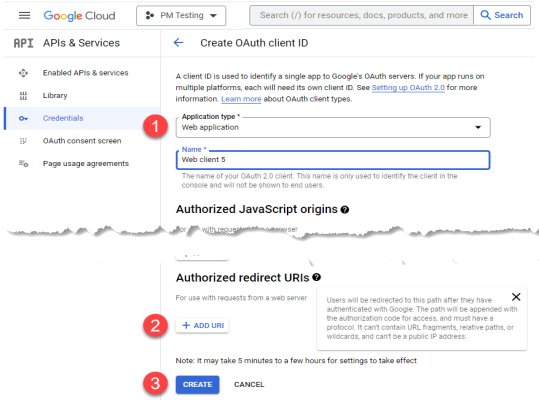 Google Cloud
PM Testing
Search (/) for resources, docs, products, and more
Search
API APIs & Services
Create OAuth client ID
Enabled APIs & services
Library
Credentials
OAuth consent screen
Page usage agreements
A client ID is used to identify a single app to Google's OAuth servers. If your app runs on
multiple platforms, each will need its own client ID. See Setting up OAuth 2.0 for more
information. Learn more about OAuth client types.
1
Application type *
Web application
Name *
Web client 5
The name of your OAuth 2.0 client. This name is only used to identify the client in the
console and will not be shown to end users.
Authorized JavaScript origins
Authorized redirect URIs
For use with requests from a web server
Users will be redirected to this path after they have
authenticated with Google. The path will be appended with
the authorization code for access, and must have a
protocol. It can't contain URL fragments, relative paths, or
wildcards, and can't be a public IP address.
2
+ ADD URI
Note: It may take 5 minutes to a few hours for settings to take effect
3
CREATE
CANCEL